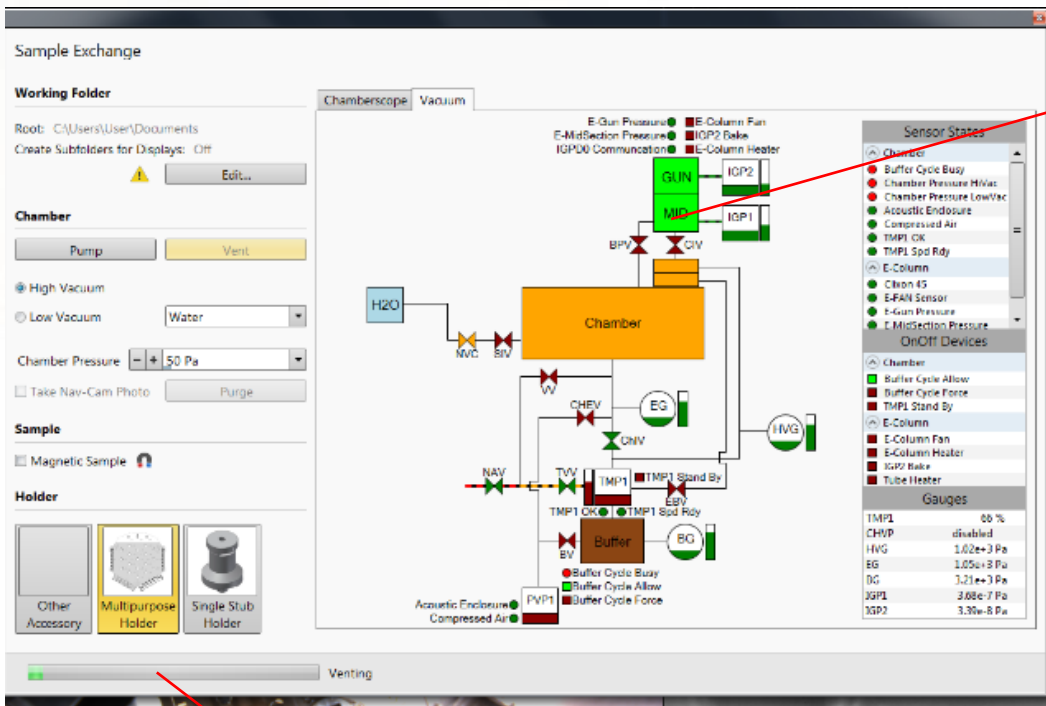 Sample Exchange
Working Folder
Root: C:\Users\User\Documents
Create Subfolders for Displays: Off
Edit...
Chamber
Pump
Vent
High Vacuum
Low Vacuum
Water
Chamber Pressure
- + 50 Pa
Take Nav-Cam Photo
Purge
Sample
Magnetic Sample
Holder
Other Accessory
Multipurpose Holder
Single Stub Holder
Venting
Chamberscope
Vacuum
E-Gun Pressure
E-Column Fan
E-MidSection Pressure
IGP2 Bake
IGPD0 Communcation
E-Column Heater
GUN
IGP2
MID
IGP1
BPV
CIV
H2O
Chamber
NVC
SIV
VV
CHEV
EG
HVG
ChIV
NAV
TVV
TMP1
TMP1 Stand By
EBV
TMP1 OK
TMP1 Spd Rdy
BV
Buffer
BG
Buffer Cycle Busy
Buffer Cycle Allow
Buffer Cycle Force
PVP1
Acoustic Enclosure
Compressed Air
Sensor States
Chamber
Buffer Cycle Busy
Chamber Pressure HiVac
Chamber Pressure LowVac
Acoustic Enclosure
Compressed Air
TMP1 OK
TMP1 Spd Rdy
E-Column
Clixon 45
E-FAN Sensor
E-Gun Pressure
E-MidSection Pressure
OnOff Devices
Chamber
Buffer Cycle Allow
Buffer Cycle Force
TMP1 Stand By
E-Column
E-Column Fan
E-Column Heater
IGP2 Bake
Tube Heater
Gauges
TMP1 66 %
CHVP disabled
HVG 1.02e+3 Pa
EG 1.05e+3 Pa
BG 3.21e+3 Pa
IGP1 3.68e-7 Pa
IGP2 3.39e-8 Pa